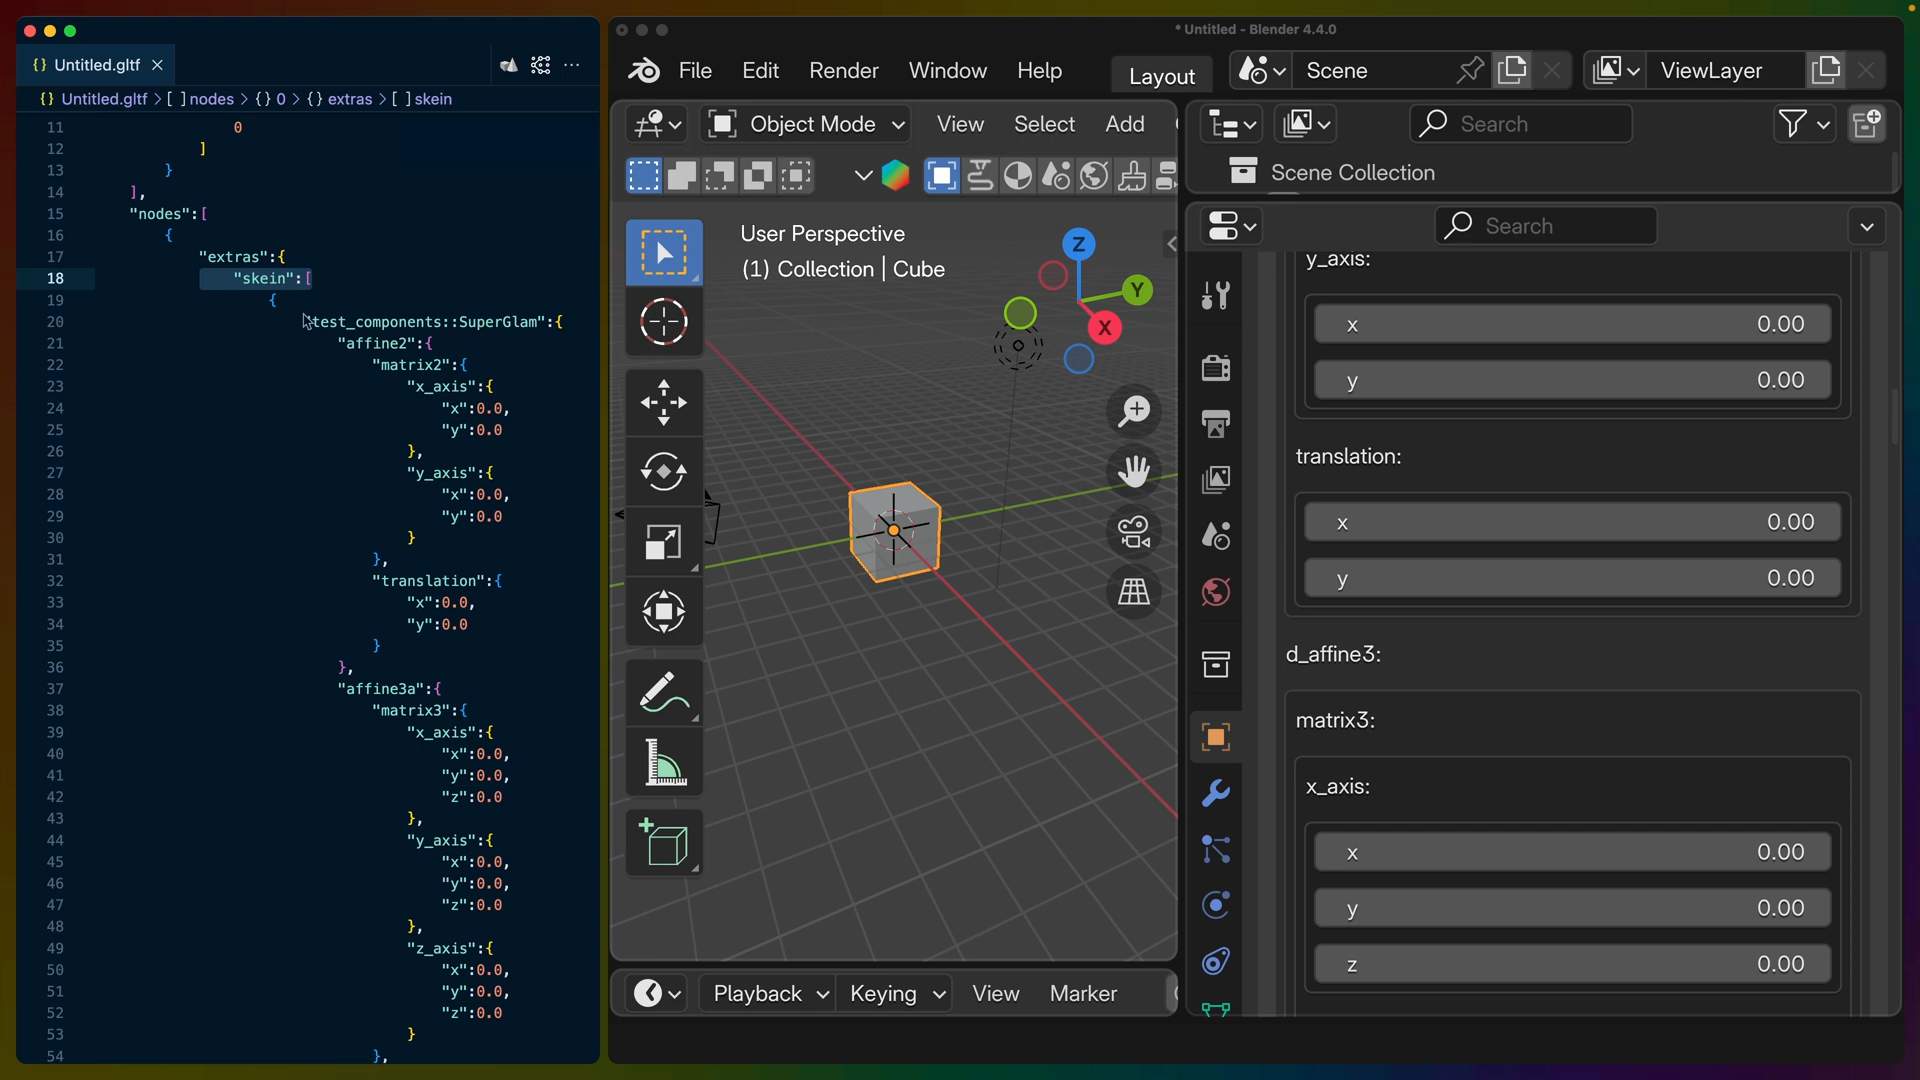 Untitled.gltf
Untitled.gltf > [ ] nodes > {} 0 > {} extras > [ ] skein
11 0
12 ]
13 }
14 ],
15 "nodes":[
16 {
17 "extras":{
18 "skein":[
19 {
20 "test_components::SuperGlam":{
21 "affine2":{
22 "matrix2":{
23 "x_axis":{
24 "x":0.0,
25 "y":0.0
26 },
27 "y_axis":{
28 "x":0.0,
29 "y":0.0
30 }
31 },
32 "translation":{
33 "x":0.0,
34 "y":0.0
35 }
36 },
37 "affine3a":{
38 "matrix3":{
39 "x_axis":{
40 "x":0.0,
41 "y":0.0,
42 "z":0.0
43 },
44 "y_axis":{
45 "x":0.0,
46 "y":0.0,
47 "z":0.0
48 },
49 "z_axis":{
50 "x":0.0,
51 "y":0.0,
52 "z":0.0
53 }
54 },
* Untitled - Blender 4.4.0
File Edit Render Window Help Layout Scene ViewLayer
Object Mode View Select Add
User Perspective
(1) Collection | Cube
Z
Y
X
Playback Keying View Marker
Search
Scene Collection
Search
y_axis:
x 0.00
y 0.00
translation:
x 0.00
y 0.00
d_affine3:
matrix3:
x_axis:
x 0.00
y 0.00
z 0.00